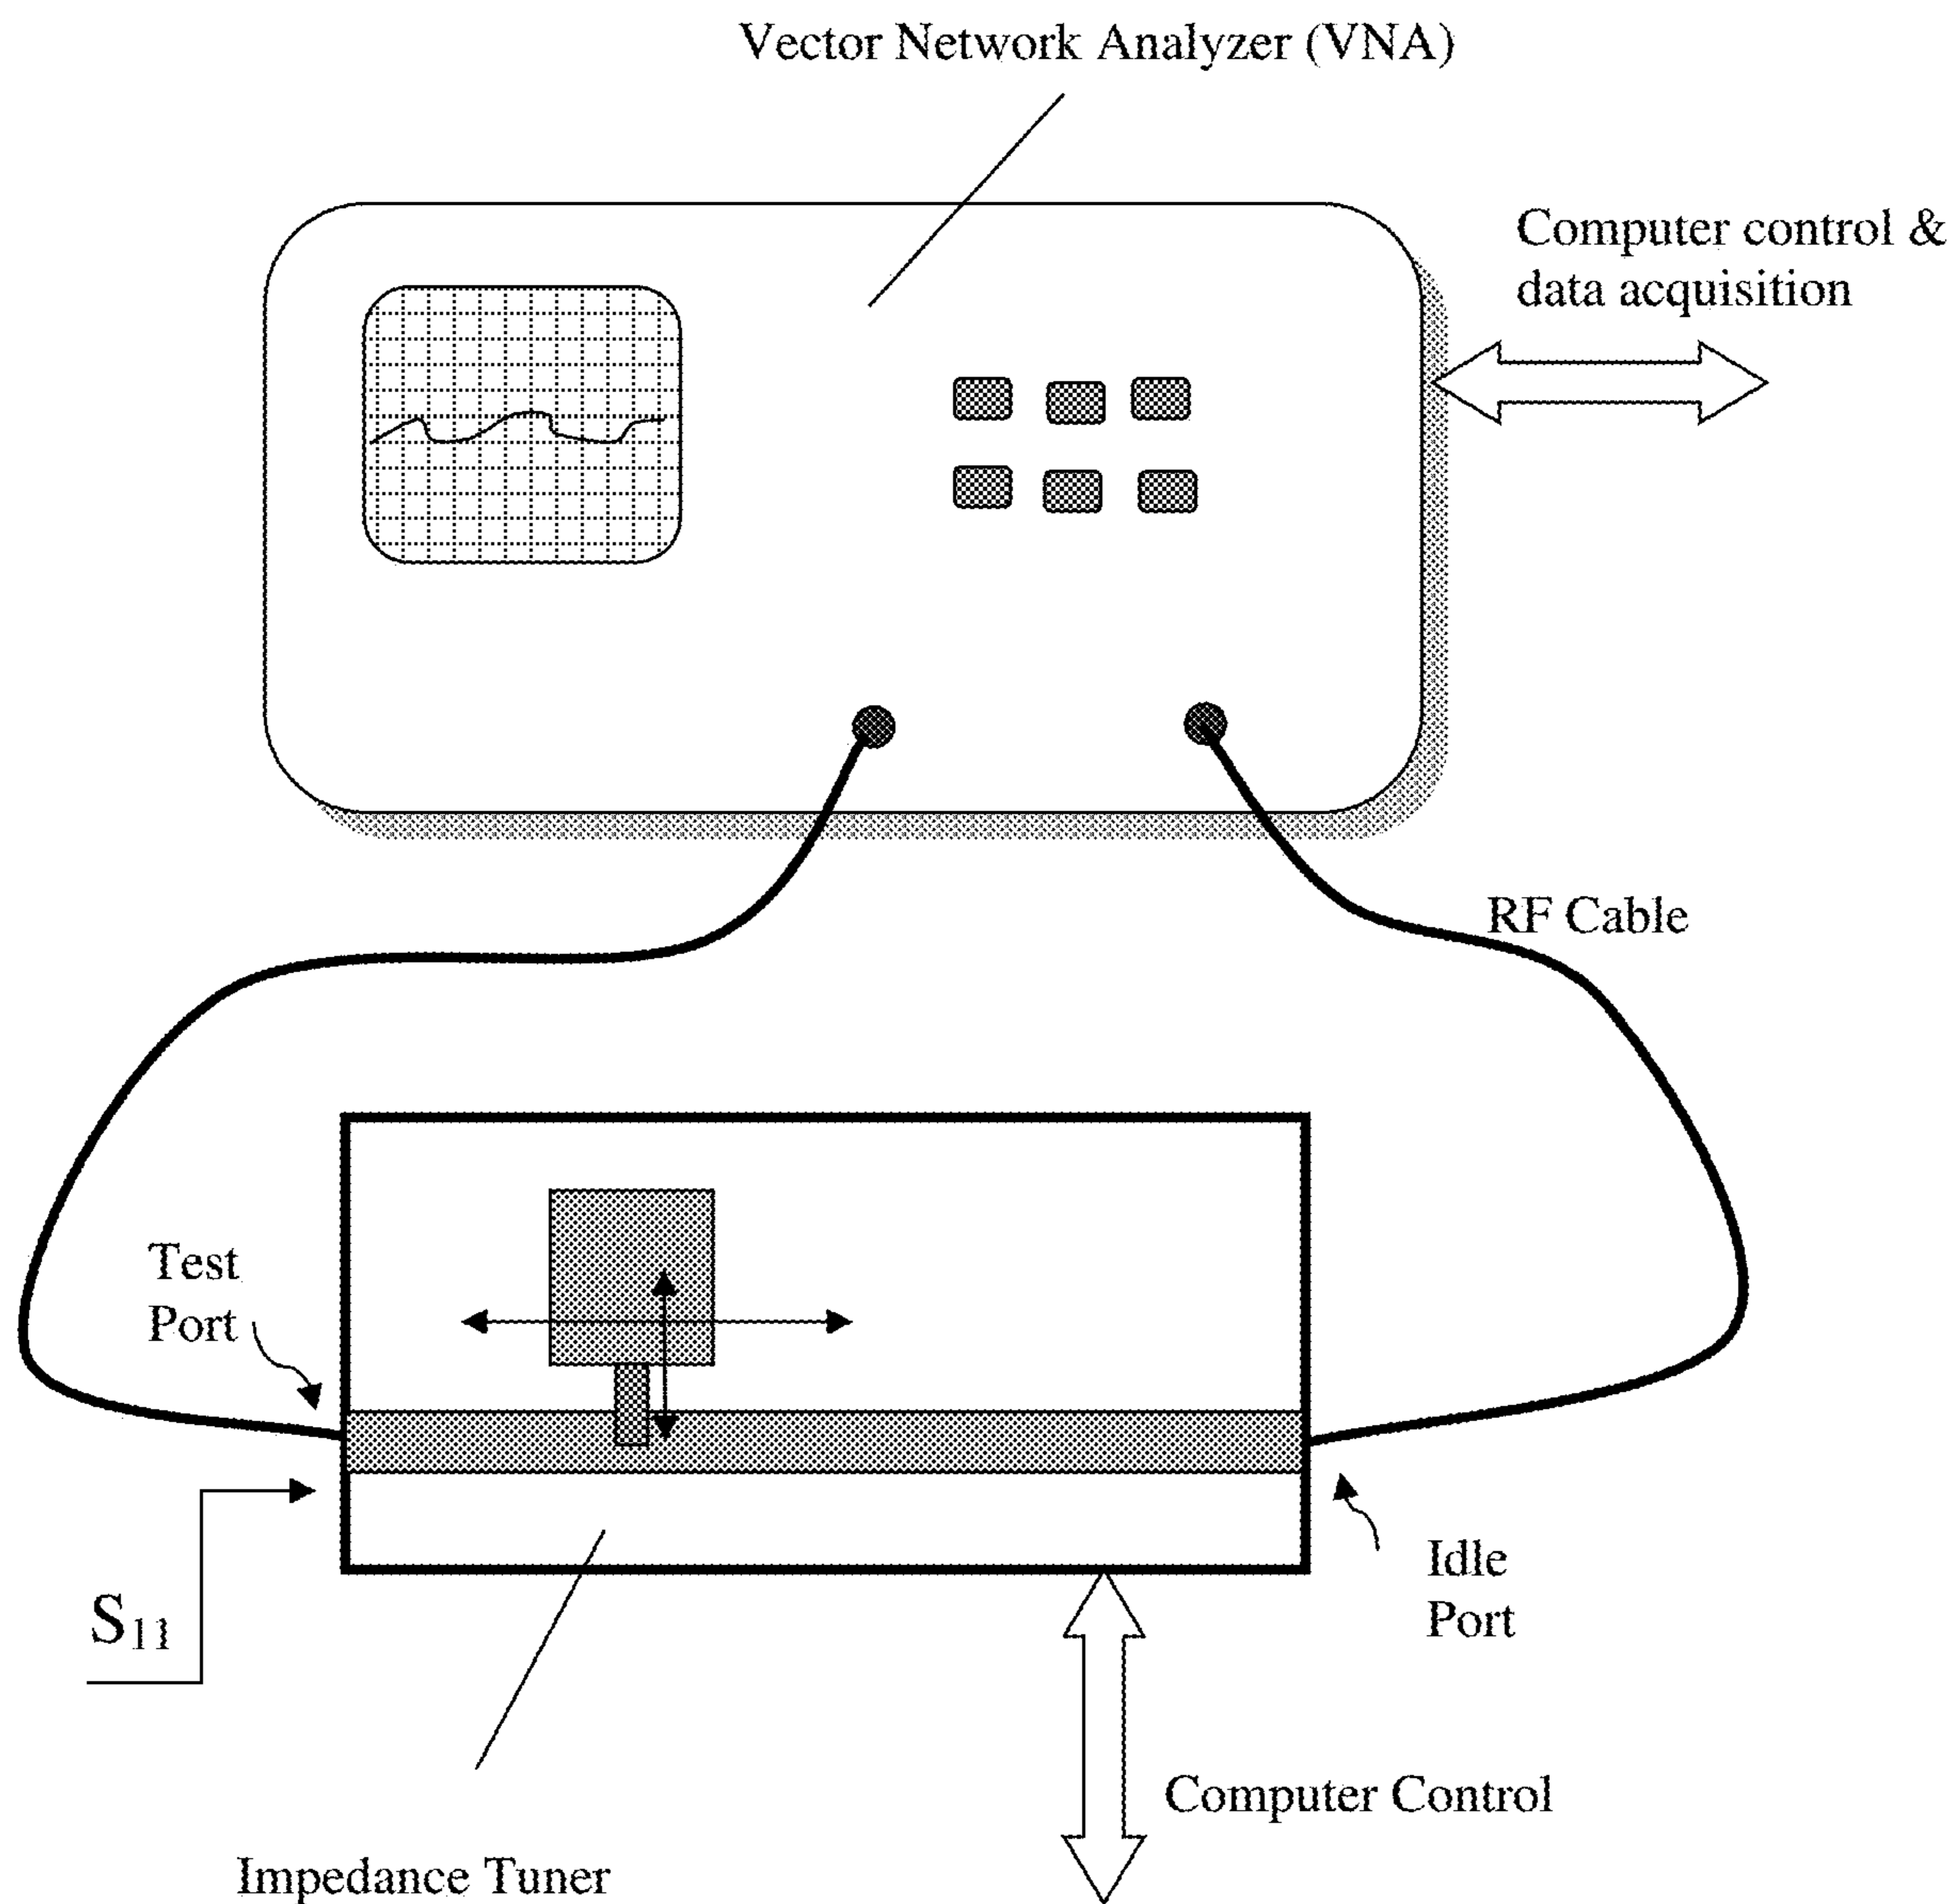 Vector Network Analyzer (VNA)
Computer control &
data acquisition
RF Cable
Test
Port
S11
Idle
Port
Computer Control
Impedance Tuner